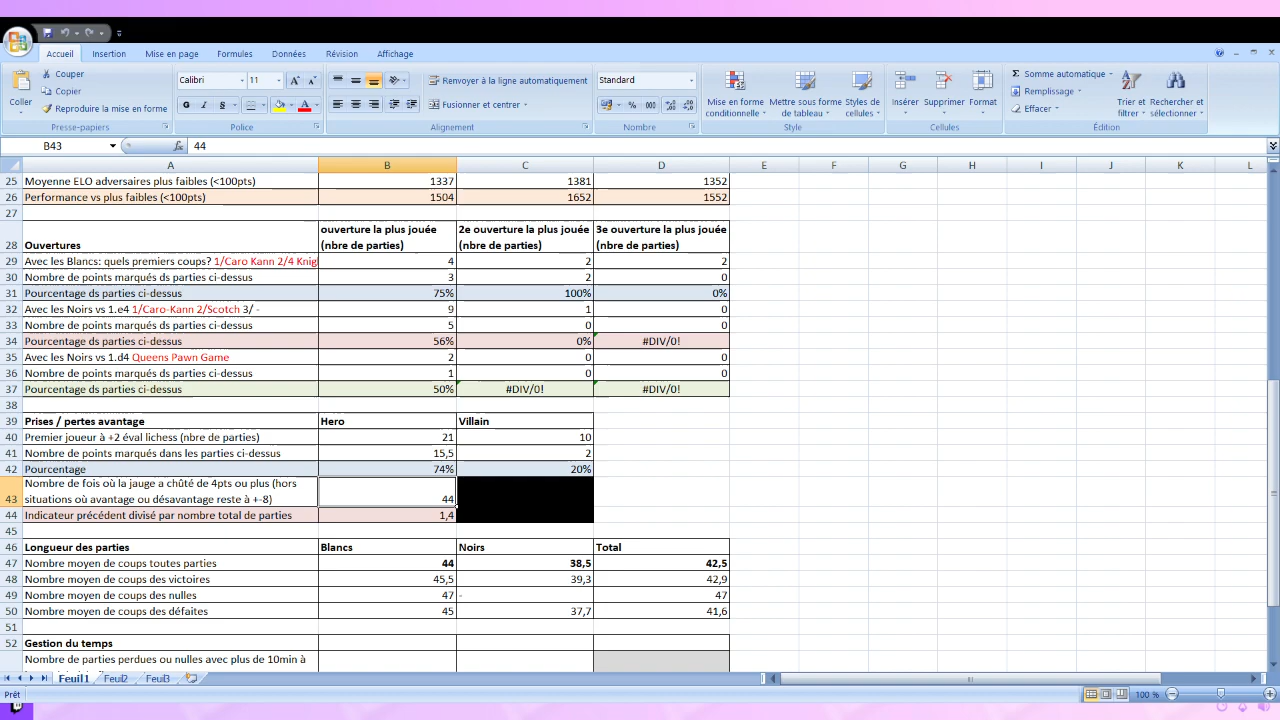 Accueil Insertion Mise en page Formules Données Révision Affichage
Couper
Copier
Reproduire la mise en forme
Coller
Calibri 11
G I S
Renvoyer à la ligne automatiquement
Fusionner et centrer
Standard
% 000
Mise en forme conditionnelle
Mettre sous forme de tableau
Styles de cellules
Insérer Supprimer Format
Somme automatique
Remplissage
Effacer
Trier et filtrer
Rechercher et sélectionner
Presse-papiers Police Alignement Nombre Style Cellules Édition
B43 fx 44
A B C D E F G H I J K L
25 Moyenne ELO adversaires plus faibles (<100pts) 1337 1381 1352
26 Performance vs plus faibles (<100pts) 1504 1652 1552
27
ouverture la plus jouée 2e ouverture la plus jouée 3e ouverture la plus jouée
28 Ouvertures (nbre de parties) (nbre de parties) (nbre de parties)
29 Avec les Blancs: quels premiers coups? 1/Caro Kann 2/4 Knig 4 2 2
30 Nombre de points marqués ds parties ci-dessus 3 2 0
31 Pourcentage ds parties ci-dessus 75% 100% 0%
32 Avec les Noirs vs 1.e4 1/Caro-Kann 2/Scotch 3/ - 9 1 0
33 Nombre de points marqués ds parties ci-dessus 5 0 0
34 Pourcentage ds parties ci-dessus 56% 0% #DIV/0!
35 Avec les Noirs vs 1.d4 Queens Pawn Game 2 0 0
36 Nombre de points marqués ds parties ci-dessus 1 0 0
37 Pourcentage ds parties ci-dessus 50% #DIV/0! #DIV/0!
38
39 Prises / pertes avantage Hero Villain
40 Premier joueur à +2 éval lichess (nbre de parties) 21 10
41 Nombre de points marqués dans les parties ci-dessus 15,5 2
42 Pourcentage 74% 20%
Nombre de fois où la jauge a chûté de 4pts ou plus (hors
43 situations où avantage ou désavantage reste à +-8) 44
44 Indicateur précédent divisé par nombre total de parties 1,4
45
46 Longueur des parties Blancs Noirs Total
47 Nombre moyen de coups toutes parties 44 38,5 42,5
48 Nombre moyen de coups des victoires 45,5 39,3 42,9
49 Nombre moyen de coups des nulles 47 - 47
50 Nombre moyen de coups des défaites 45 37,7 41,6
51
52 Gestion du temps
Nombre de parties perdues ou nulles avec plus de 10min à
Feuil1 Feuil2 Feuil3
Prêt 100 %